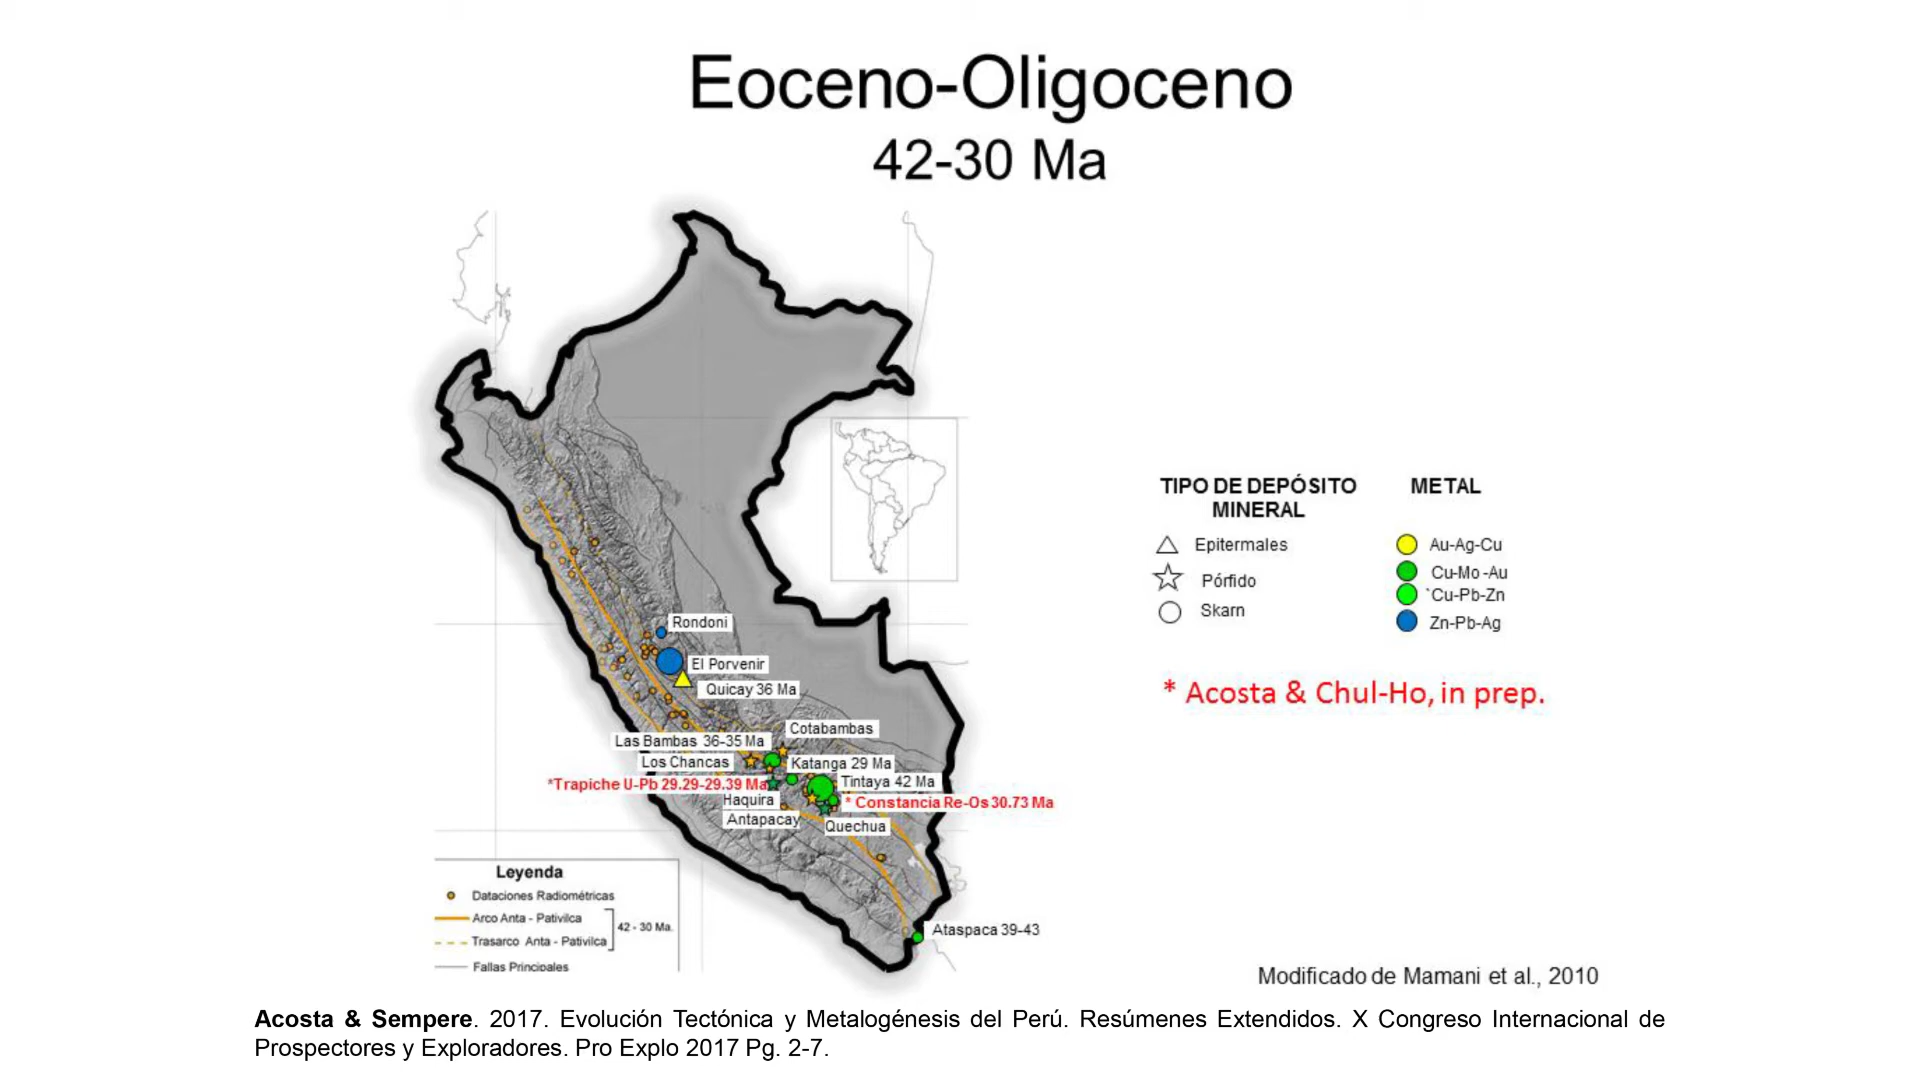 Eoceno-Oligoceno
42-30 Ma
Rondoni
El Porvenir
Quicay 36 Ma
Cotabambas
Las Bambas 36-35 Ma
Los Chancas
Katanga 29 Ma
*Trapiche U-Pb 29.29-29.39 Ma
Tintaya 42 Ma
Haquira
* Constancia Re-Os 30.73 Ma
Antapacay
Quechua
Ataspaca 39-43
Leyenda
Dataciones Radiométricas
Arco Anta - Pativilca
42 - 30 Ma.
Trasarco Anta - Pativilca
Fallas Principales
TIPO DE DEPÓSITO
MINERAL
Epitermales
Pórfido
Skarn
METAL
Au-Ag-Cu
Cu-Mo -Au
`Cu-Pb-Zn
Zn-Pb-Ag
* Acosta & Chul-Ho, in prep.
Modificado de Mamani et al., 2010
Acosta & Sempere. 2017. Evolución Tectónica y Metalogénesis del Perú. Resúmenes Extendidos. X Congreso Internacional de
Prospectores y Exploradores. Pro Explo 2017 Pg. 2-7.